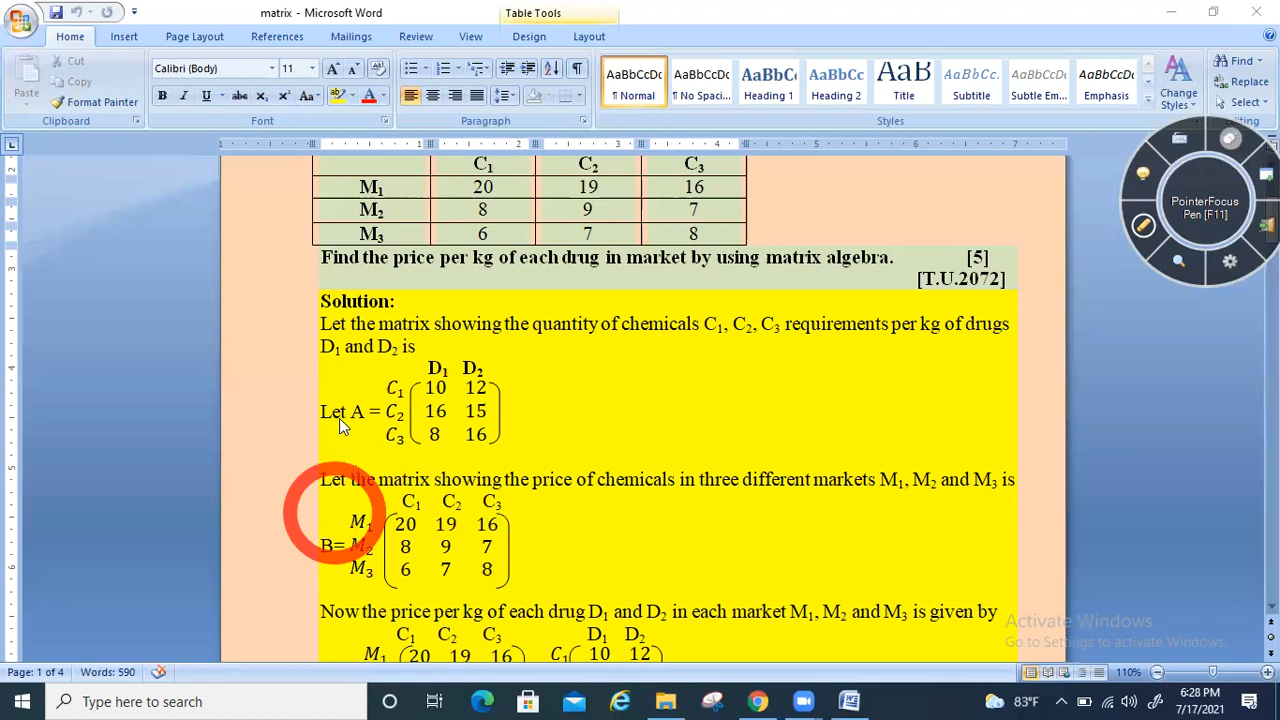 matrix - Microsoft Word
Table Tools
Home Insert Page Layout References Mailings Review View Design Layout
Paste
Cut
Copy
Format Painter
Clipboard
Calibri (Body) 11
Font
Paragraph
AaBbCcDc AaBbCcDc AaBbC AaBbCc AaB AaBbCc. AaBbCcDc AaBbCcDc
¶ Normal ¶ No Spaci... Heading 1 Heading 2 Title Subtitle Subtle Em... Emphasis
Change Styles
Styles
Find
Replace
Select
Editing
PointerFocus
Pen [F11]
C₁ C₂ C₃
M₁ 20 19 16
M₂ 8 9 7
M₃ 6 7 8
Find the price per kg of each drug in market by using matrix algebra. [5]
[T.U.2072]
Solution:
Let the matrix showing the quantity of chemicals C₁, C₂, C₃ requirements per kg of drugs
D₁ and D₂ is
D₁ D₂
C₁ 10 12
Let A = C₂ 16 15
C₃ 8 16
Let the matrix showing the price of chemicals in three different markets M₁, M₂ and M₃ is
C₁ C₂ C₃
M₁ 20 19 16
B= M₂ 8 9 7
M₃ 6 7 8
Now the price per kg of each drug D₁ and D₂ in each market M₁, M₂ and M₃ is given by
C₁ C₂ C₃ D₁ D₂
M₁ 20 19 16 C₁ 10 12
Activate Windows
Go to Settings to activate Windows.
Page: 1 of 4 Words: 590 110%
Type here to search
83°F
6:28 PM
7/17/2021